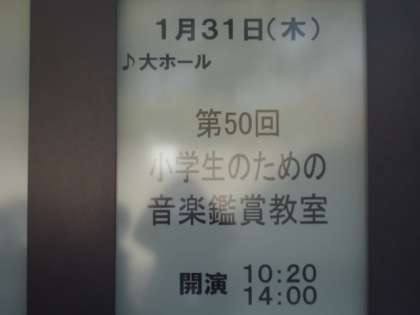 1月31日(木)
♪大ホール
第50回
小学生のための
音楽鑑賞教室
開演 10:20
14:00